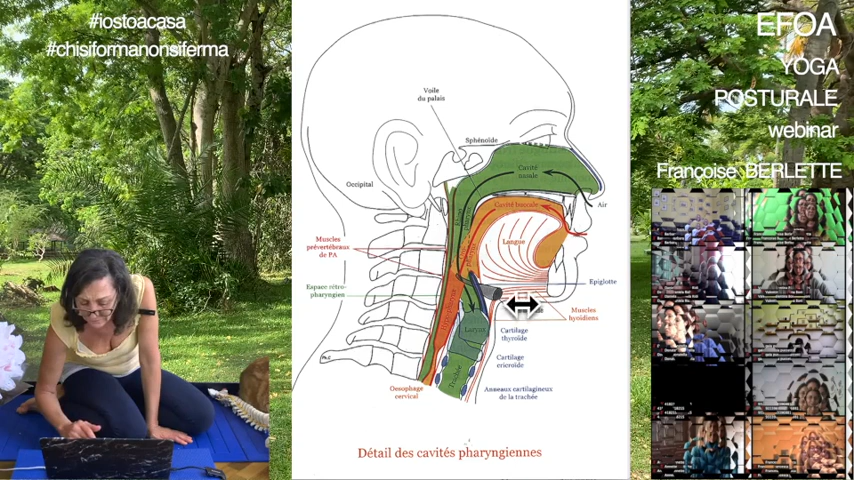 #iostoacasa
#chisiformanonsiferma
EFOA
YOGA
POSTURALE
webinar
Françoise BERLETTE
Voile
du palais
Sphénoïde
Cavité
nasale
Occipital
Air
Cavité buccale
Langue
Muscles
prévertébraux
de PA
Espace rétro-
pharyngien
Epiglotte
Muscles
hyoïdiens
Larynx
Cartilage
thyroïde
Cartilage
cricroïde
Trachée
Oesophage
cervical
Anneaux cartilagineux
de la trachée
Détail des cavités pharyngiennes